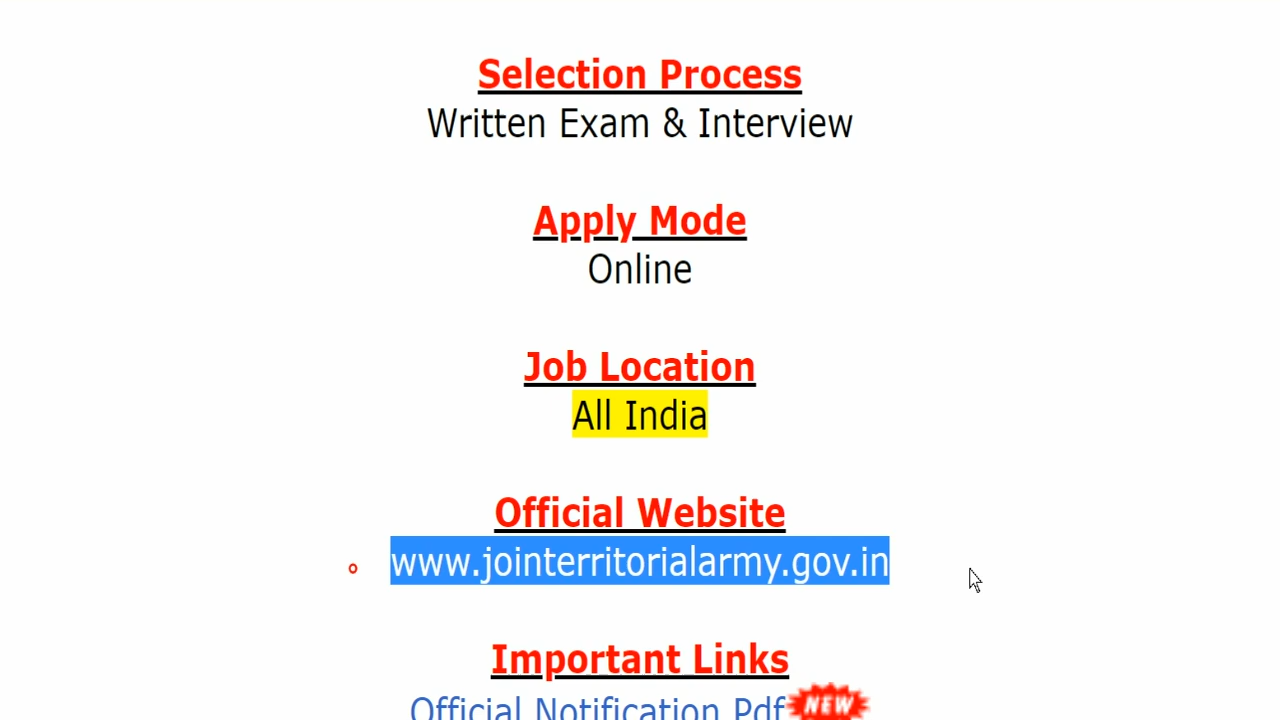 Selection Process
Written Exam & Interview
Apply Mode
Online
Job Location
All India
Official Website
www.jointerritorialarmy.gov.in
Important Links
Official Notification Pdf NEW